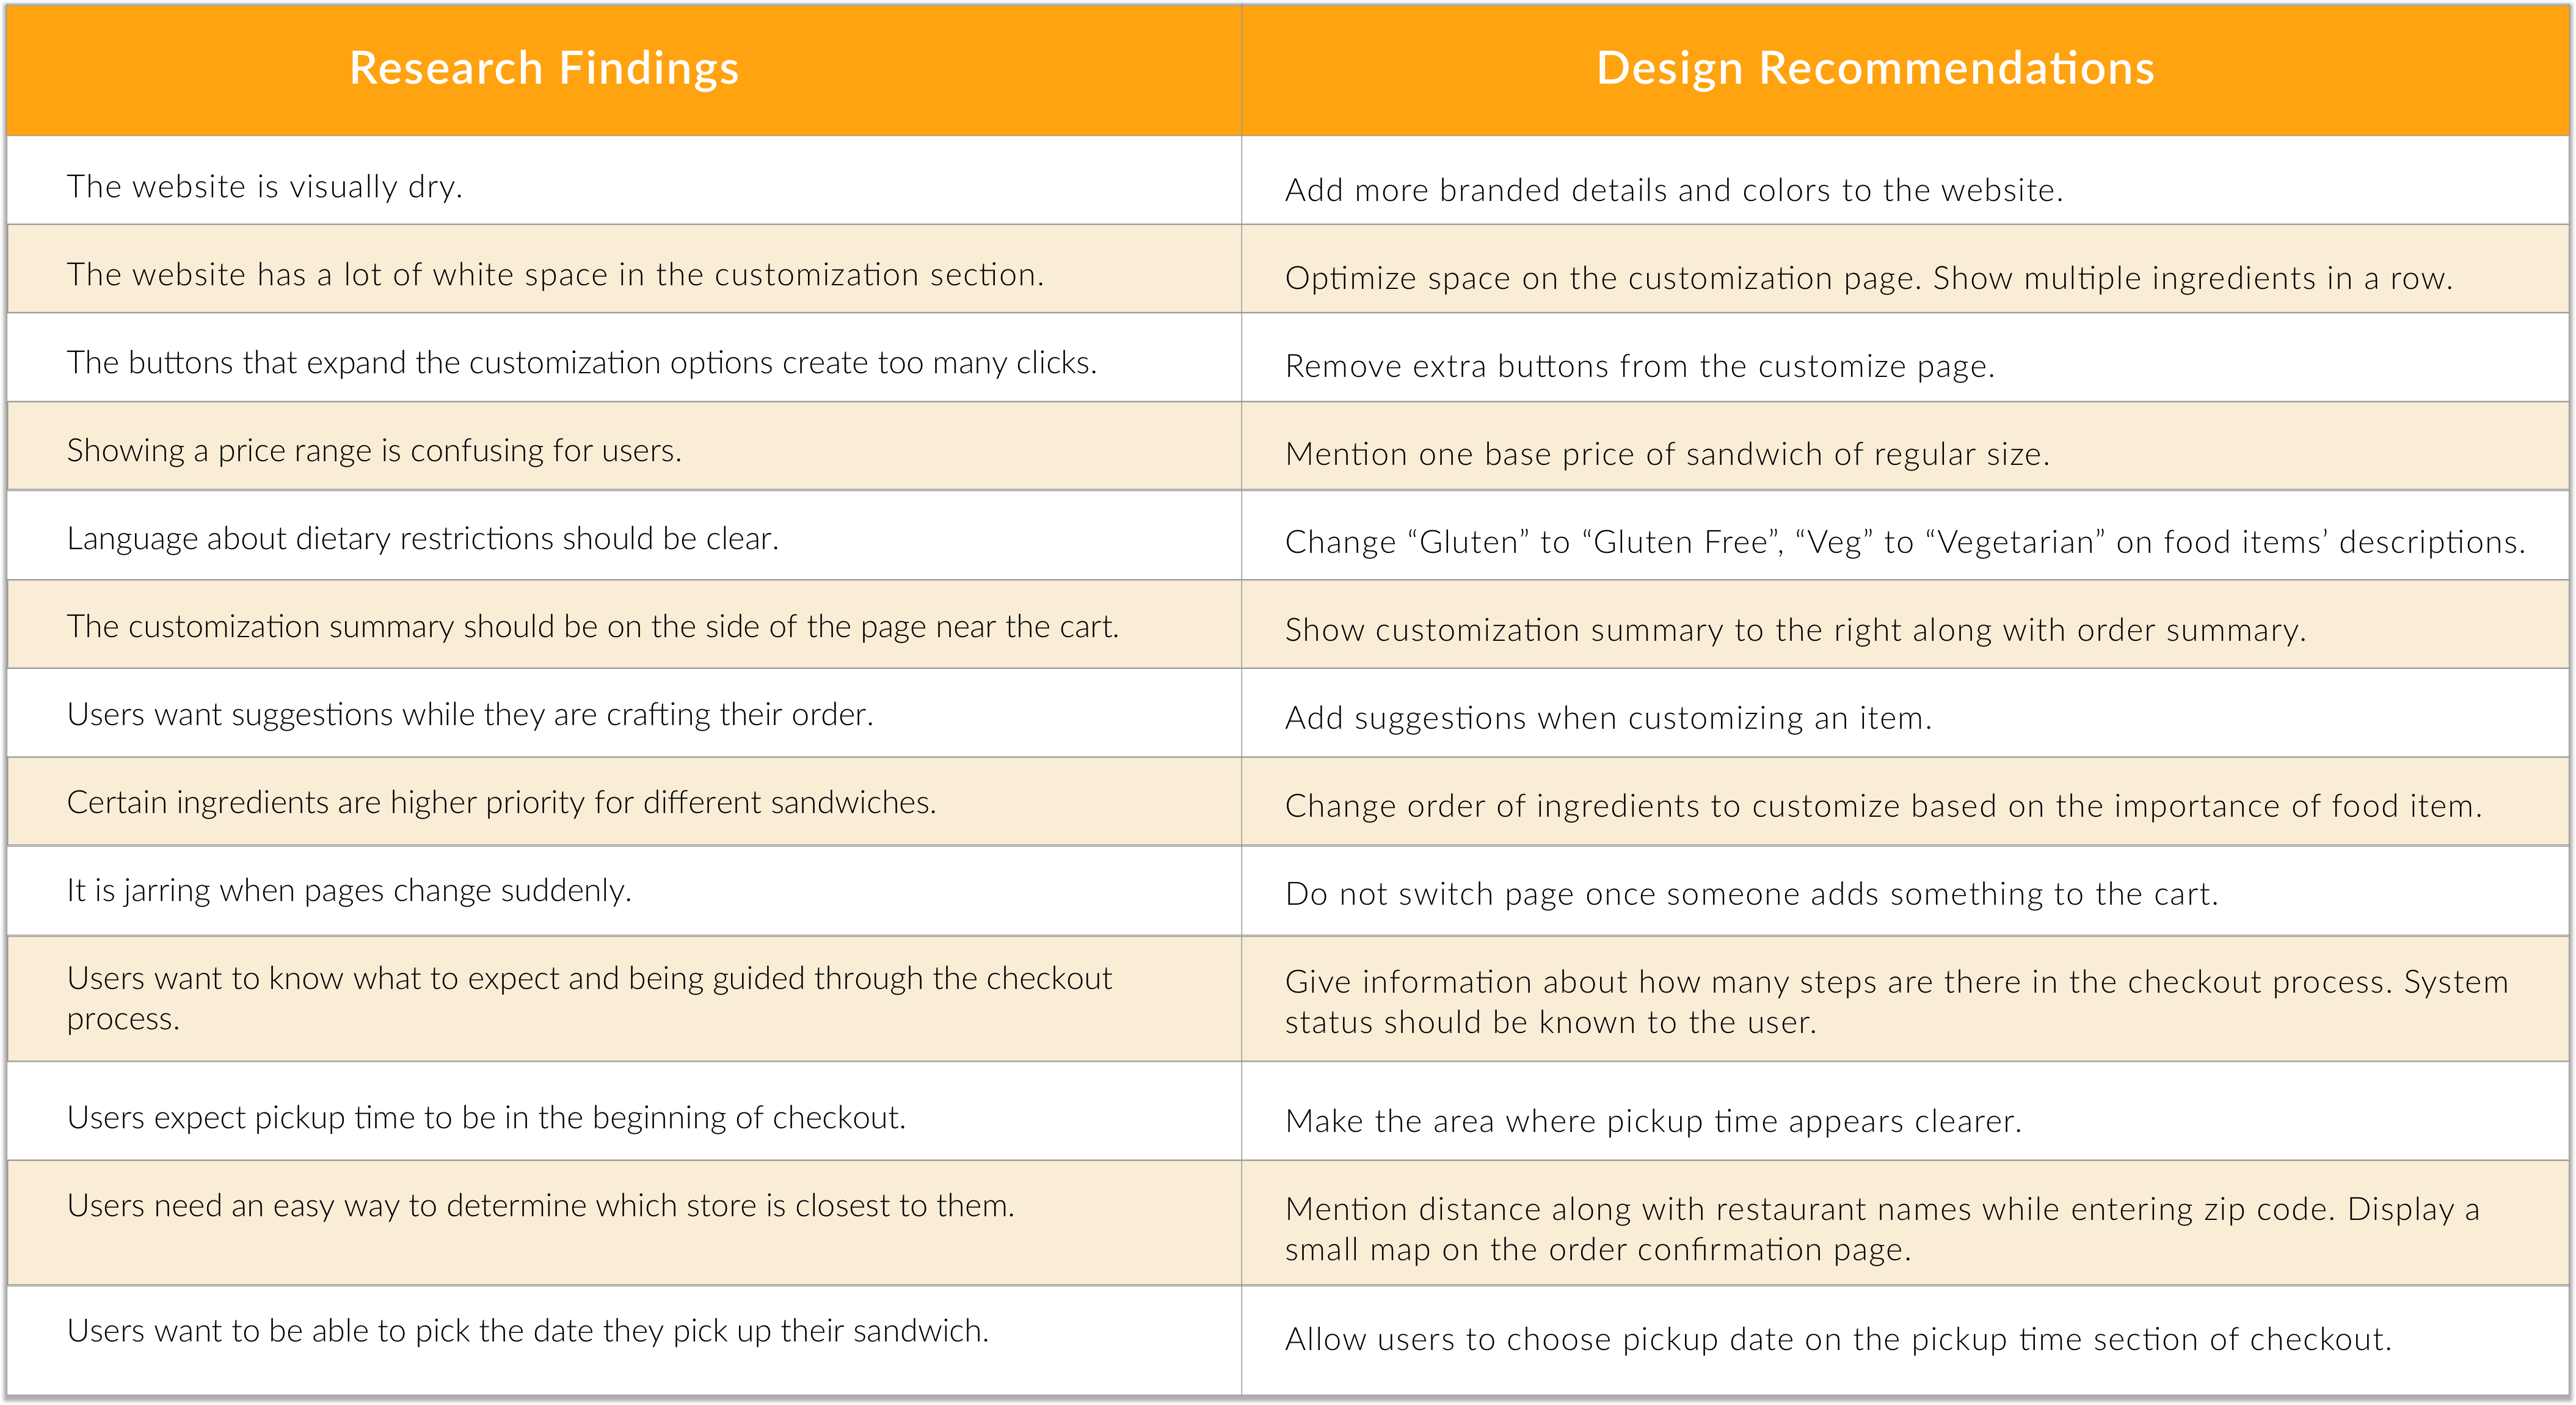 Research Findings
Design Recommendations
The website is visually dry.
Add more branded details and colors to the website.
The website has a lot of white space in the customization section.
Optimize space on the customization page. Show multiple ingredients in a row.
The buttons that expand the customization options create too many clicks.
Remove extra buttons from the customize page.
Showing a price range is confusing for users.
Mention one base price of sandwich of regular size.
Language about dietary restrictions should be clear.
Change “Gluten” to “Gluten Free”, “Veg” to “Vegetarian” on food items’ descriptions.
The customization summary should be on the side of the page near the cart.
Show customization summary to the right along with order summary.
Users want suggestions while they are crafting their order.
Add suggestions when customizing an item.
Certain ingredients are higher priority for different sandwiches.
Change order of ingredients to customize based on the importance of food item.
It is jarring when pages change suddenly.
Do not switch page once someone adds something to the cart.
Users want to know what to expect and being guided through the checkout
process.
Give information about how many steps are there in the checkout process. System
status should be known to the user.
Users expect pickup time to be in the beginning of checkout.
Make the area where pickup time appears clearer.
Users need an easy way to determine which store is closest to them.
Mention distance along with restaurant names while entering zip code. Display a
small map on the order confirmation page.
Users want to be able to pick the date they pick up their sandwich.
Allow users to choose pickup date on the pickup time section of checkout.